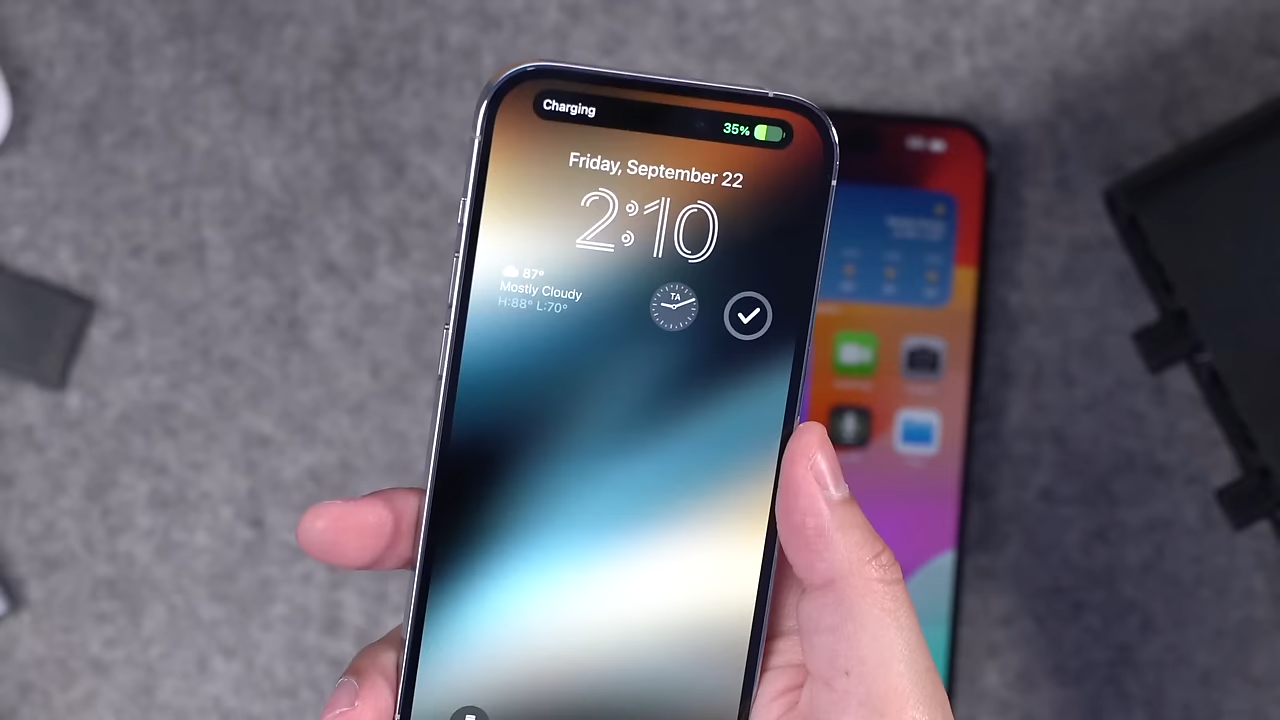 Charging
35%
Friday, September 22
2:10
87°
Mostly Cloudy
H:88° L:70°
TA